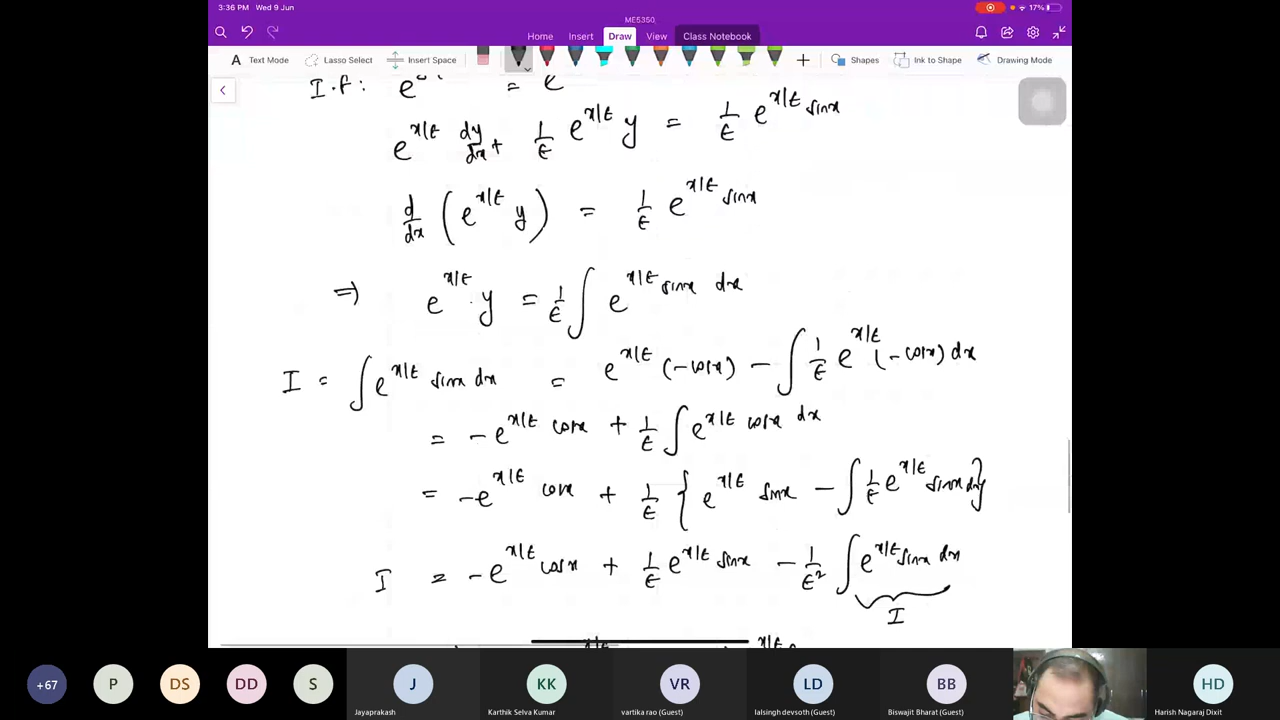 3:36 PM Wed 9 Jun
17%
ME5350
Home Insert Draw View Class Notebook
A Text Mode Lasso Select Insert Space + Shapes Ink to Shape Drawing Mode
I.f: = e
e^{x/ε} dy/dx + 1/ε e^{x/ε} y = 1/ε e^{x/ε} sinx
d/dx (e^{x/ε} y) = 1/ε e^{x/ε} sinx
⇒ e^{x/ε} · y = 1/ε ∫ e^{x/ε} sinx dx
I = ∫ e^{x/ε} sinx dx = e^{x/ε} (-cosx) - ∫ 1/ε e^{x/ε} (-cosx) dx
= -e^{x/ε} cosx + 1/ε ∫ e^{x/ε} cosx dx
= -e^{x/ε} cosx + 1/ε { e^{x/ε} sinx - ∫ 1/ε e^{x/ε} sinx dx }
I = -e^{x/ε} cosx + 1/ε e^{x/ε} sinx - 1/ε² ∫ e^{x/ε} sinx dx
I
+67 P DS DD S J KK VR LD BB HD
Jayaprakash Karthik Selva Kumar vartika rao (Guest) lalsingh devsoth (Guest) Biswajit Bharat (Guest) Harish Nagaraj Dixit